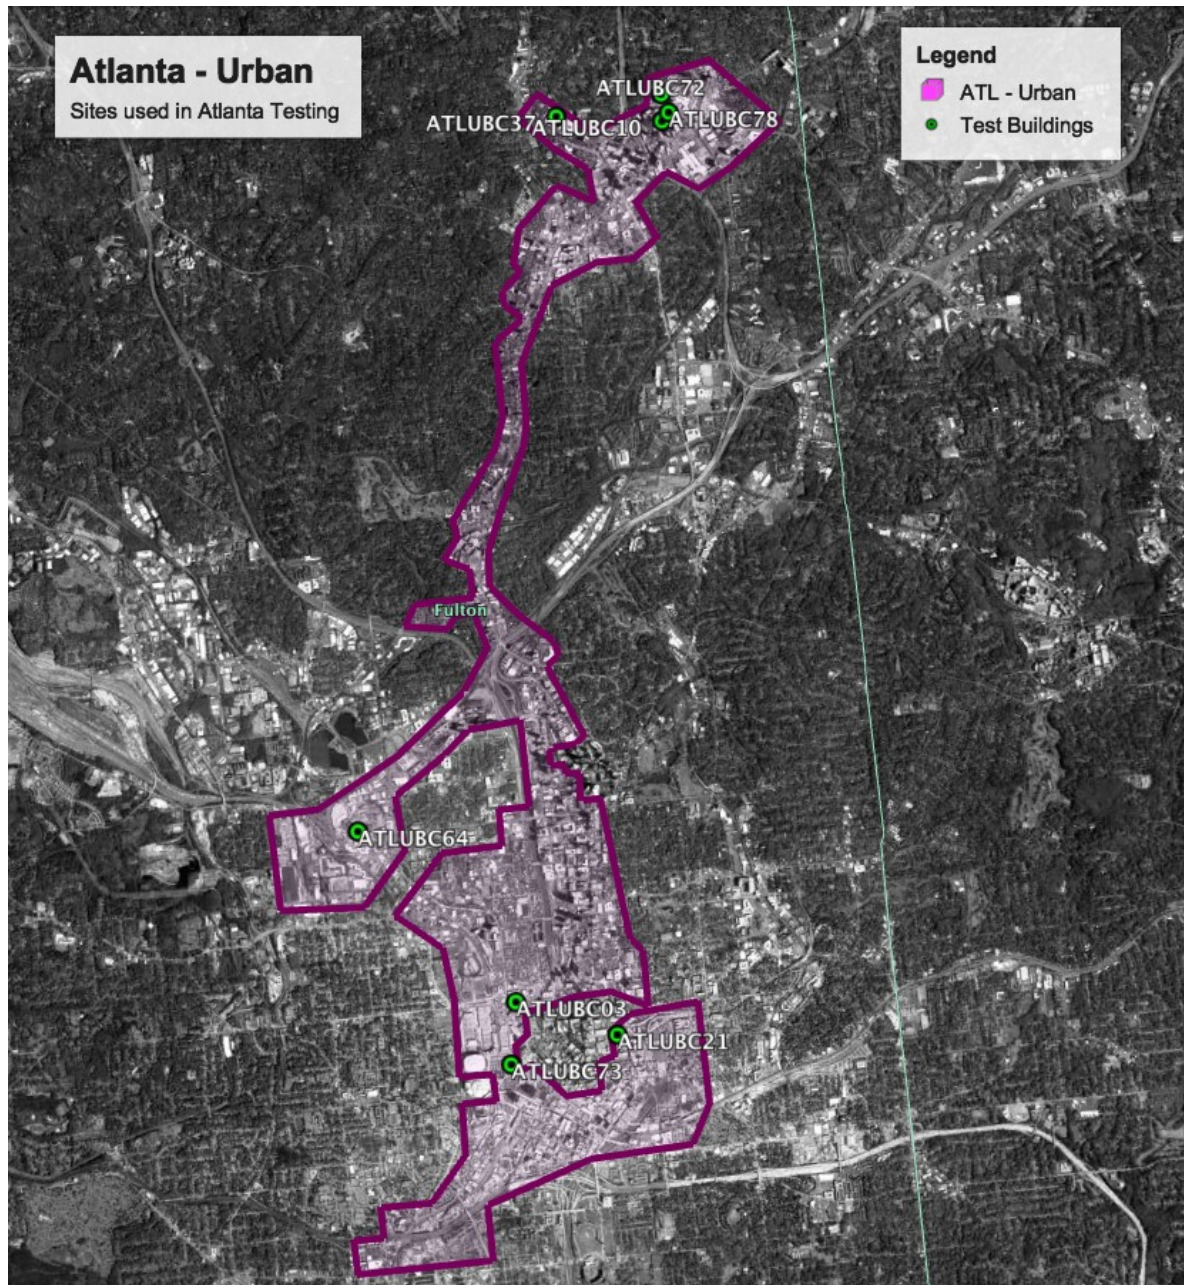 Atlanta - Urban
Sites used in Atlanta Testing
Legend
ATL - Urban
Test Buildings
ATLUBC72
ATLUBC37
ATLUBC10
ATLUBC78
Fulton
ATLUBC64
ATLUBC03
ATLUBC21
ATLUBC73